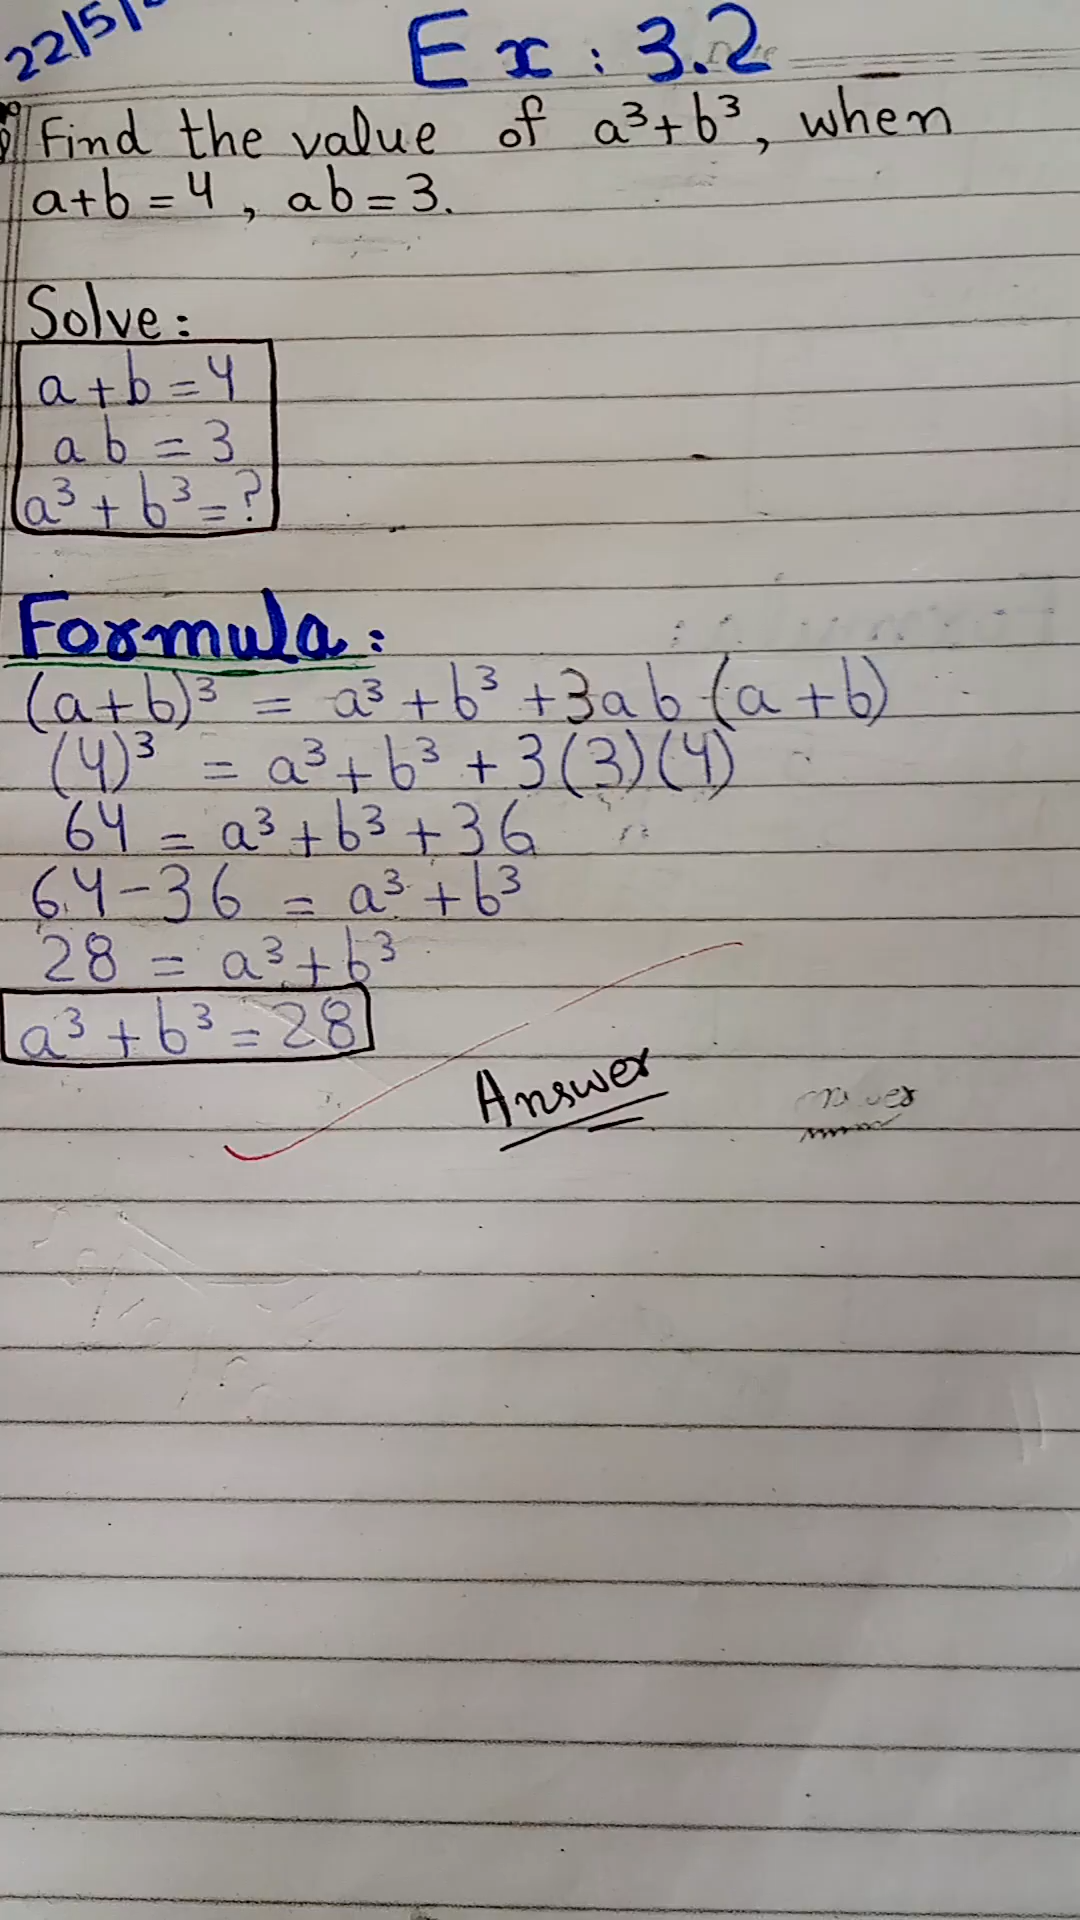 22/5/
Ex: 3.2
Find the value of a³+b³, when
a+b=4, ab=3.
Solve:
a+b=4
ab=3
a³+b³=?
Formula:
(a+b)³ = a³+b³+3ab(a+b)
(4)³ = a³+b³+3(3)(4)
64 = a³+b³+36
64-36 = a³+b³
28 = a³+b³
a³+b³=28
Answer